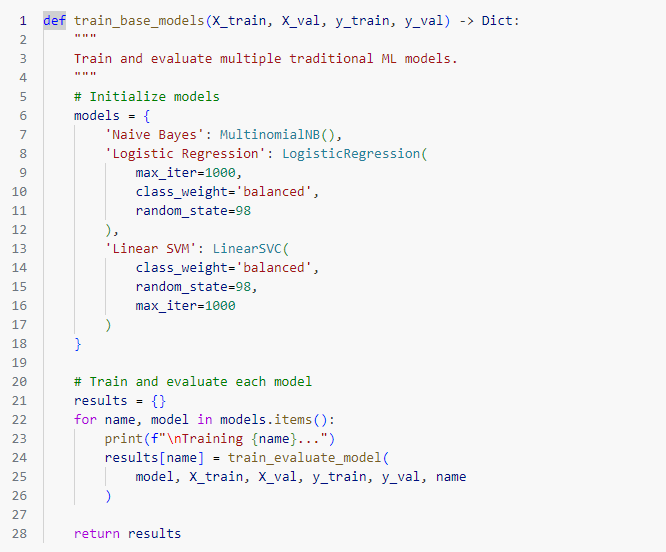 1 def train_base_models(X_train, X_val, y_train, y_val) -> Dict:
2     """
3     Train and evaluate multiple traditional ML models.
4     """
5     # Initialize models
6     models = {
7         'Naive Bayes': MultinomialNB(),
8         'Logistic Regression': LogisticRegression(
9             max_iter=1000,
10             class_weight='balanced',
11             random_state=98
12         ),
13         'Linear SVM': LinearSVC(
14             class_weight='balanced',
15             random_state=98,
16             max_iter=1000
17         )
18     }
19
20     # Train and evaluate each model
21     results = {}
22     for name, model in models.items():
23         print(f"\nTraining {name}...")
24         results[name] = train_evaluate_model(
25             model, X_train, X_val, y_train, y_val, name
26         )
27
28     return results